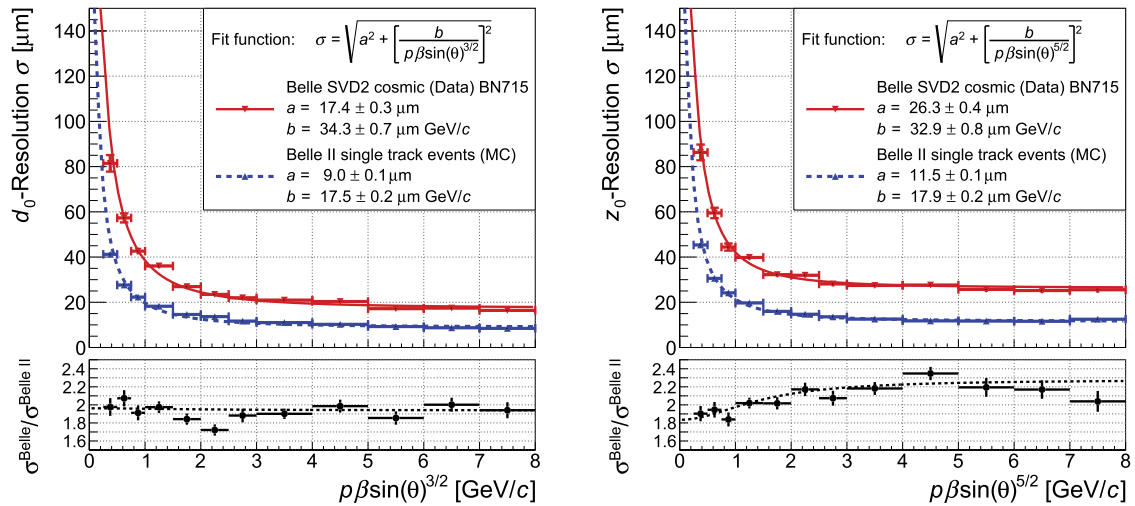 d₀-Resolution σ [μm]
140
120
100
80
60
40
20
0
Fit function: σ = √(a² + [b / (pβsin(θ)^3/2)]²)
Belle SVD2 cosmic (Data) BN715
a = 17.4 ± 0.3 μm
b = 34.3 ± 0.7 μm GeV/c
Belle II single track events (MC)
a = 9.0 ± 0.1 μm
b = 17.5 ± 0.2 μm GeV/c
σ^Belle/σ^Belle II
2.4
2.2
2
1.8
1.6
0 1 2 3 4 5 6 7 8
pβsin(θ)^3/2 [GeV/c]
z₀-Resolution σ [μm]
140
120
100
80
60
40
20
0
Fit function: σ = √(a² + [b / (pβsin(θ)^5/2)]²)
Belle SVD2 cosmic (Data) BN715
a = 26.3 ± 0.4 μm
b = 32.9 ± 0.8 μm GeV/c
Belle II single track events (MC)
a = 11.5 ± 0.1 μm
b = 17.9 ± 0.2 μm GeV/c
σ^Belle/σ^Belle II
2.4
2.2
2
1.8
1.6
0 1 2 3 4 5 6 7 8
pβsin(θ)^5/2 [GeV/c]